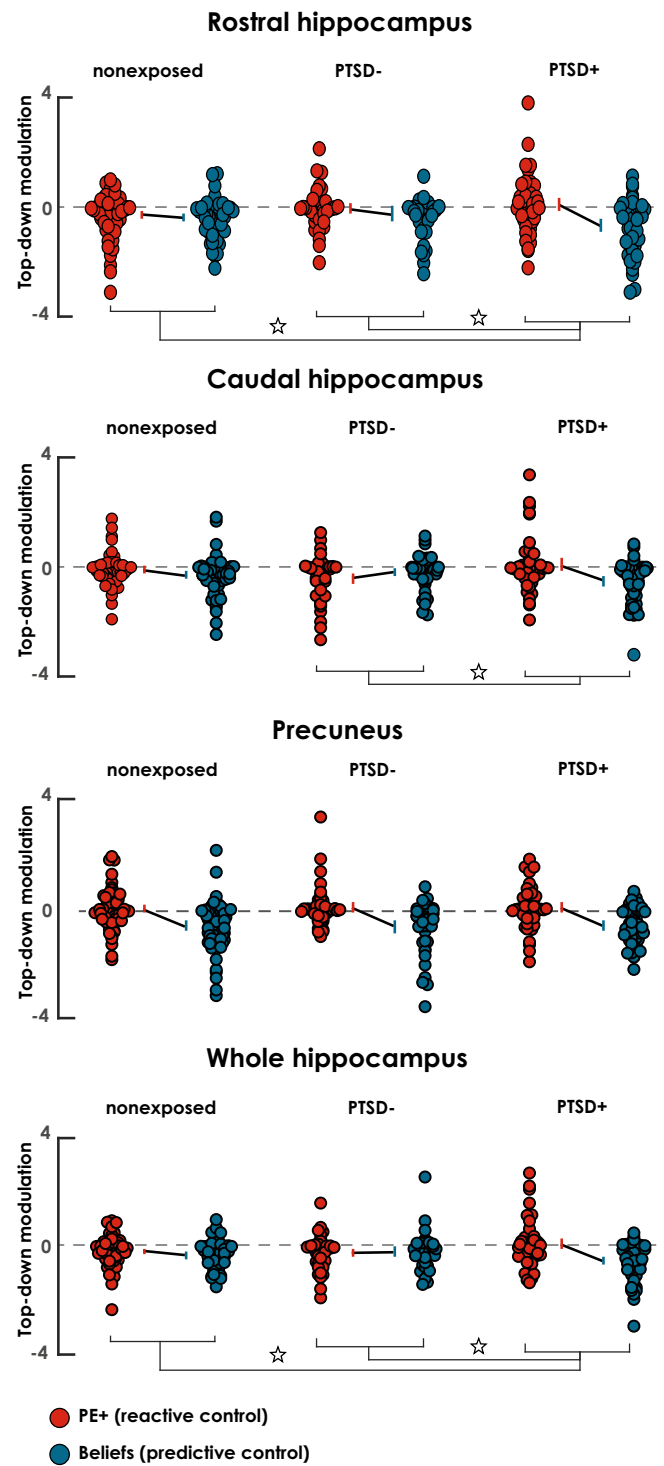 Rostral hippocampus
nonexposed PTSD- PTSD+
Top-down modulation
4
0
-4
Caudal hippocampus
nonexposed PTSD- PTSD+
Top-down modulation
4
0
-4
Precuneus
nonexposed PTSD- PTSD+
Top-down modulation
4
0
-4
Whole hippocampus
nonexposed PTSD- PTSD+
Top-down modulation
4
0
-4
PE+ (reactive control)
Beliefs (predictive control)